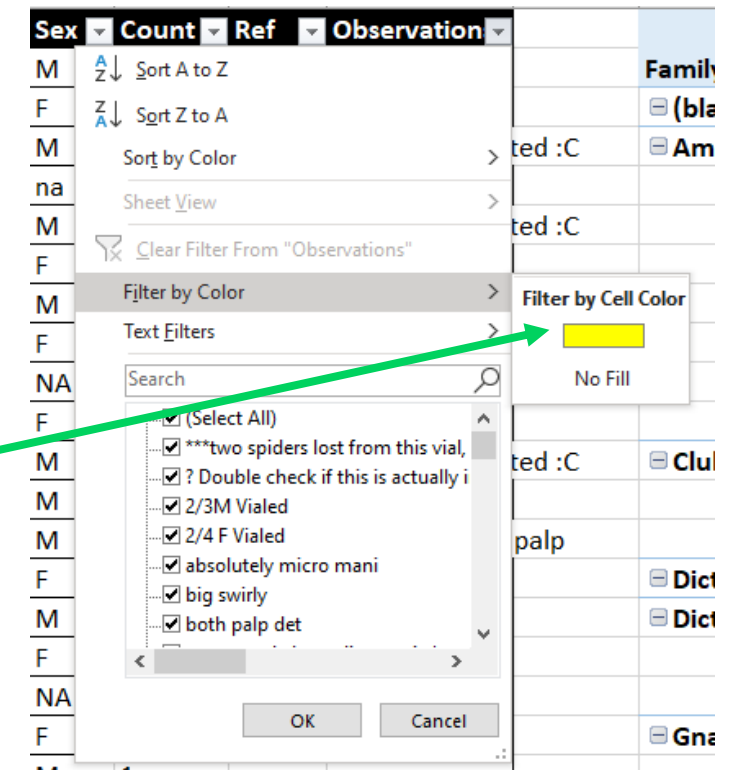 Sex Count Ref Observation
M Family
F (bla
M ted :C Am
na
M ted :C
F
M
F
NA
F
M ted :C Clu
M
M palp
F Dict
M Dict
F
NA
F Gna
Sort A to Z
Sort Z to A
Sort by Color
Sheet View
Clear Filter From "Observations"
Filter by Color
Text Filters
Search
(Select All)
***two spiders lost from this vial,
? Double check if this is actually i
2/3M Vialed
2/4 F Vialed
absolutely micro mani
big swirly
both palp det
OK Cancel
Filter by Cell Color
No Fill